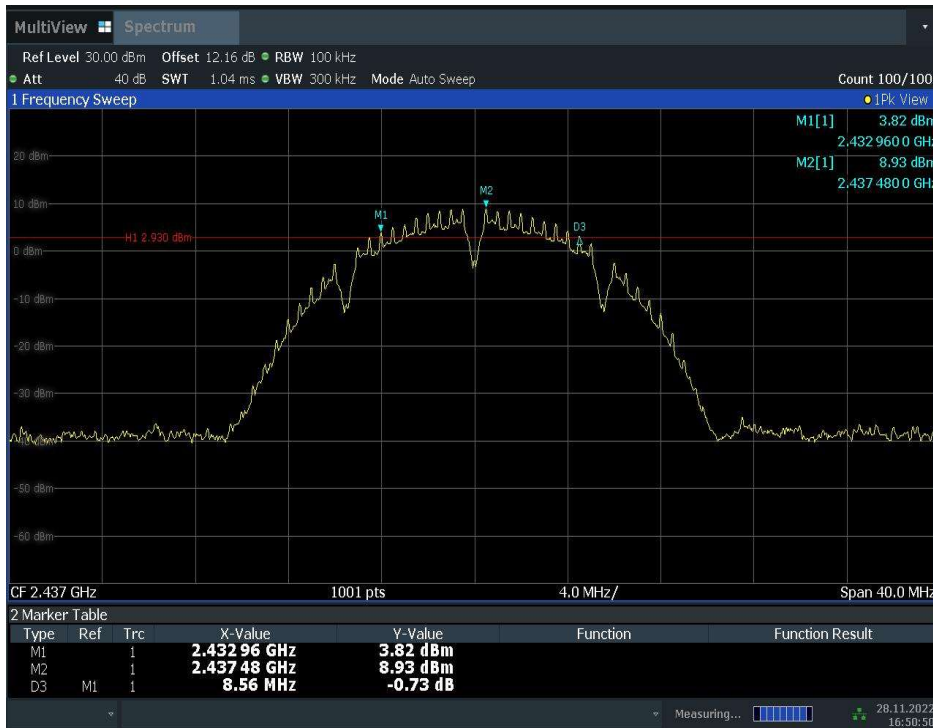 MultiView Spectrum
Ref Level 30.00 dBm Offset 12.16 dB RBW 100 kHz
Att 40 dB SWT 1.04 ms VBW 300 kHz Mode Auto Sweep Count 100/100
1 Frequency Sweep 1Pk View
M1[1] 3.82 dBm
2.432 960 0 GHz
M2[1] 8.93 dBm
2.437 480 0 GHz
20 dBm
M2
10 dBm
M1
D3
H1 2.930 dBm
0 dBm
-10 dBm
-20 dBm
-30 dBm
-40 dBm
-50 dBm
-60 dBm
CF 2.437 GHz 1001 pts 4.0 MHz/ Span 40.0 MHz
2 Marker Table
Type Ref Trc X-Value Y-Value Function Function Result
M1 1 2.432 96 GHz 3.82 dBm
M2 1 2.437 48 GHz 8.93 dBm
D3 M1 1 8.56 MHz -0.73 dB
Measuring... 28.11.2022
16:50:50